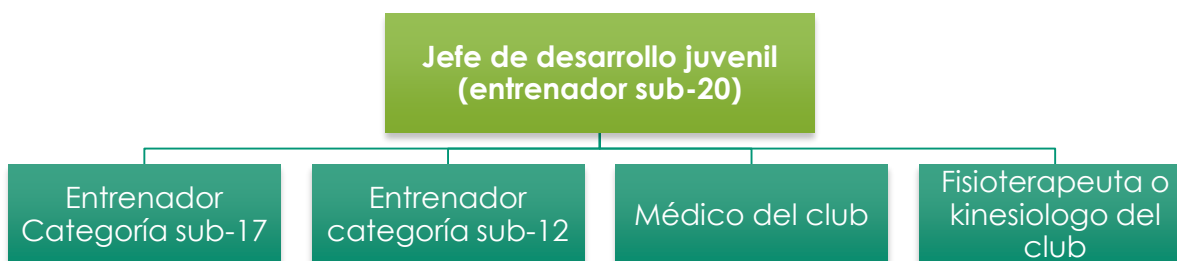 Jefe de desarrollo juvenil
(entrenador sub-20)
Entrenador
Categoría sub-17
Entrenador
categoría sub-12
Médico del club
Fisioterapeuta o
kinesiologo del
club